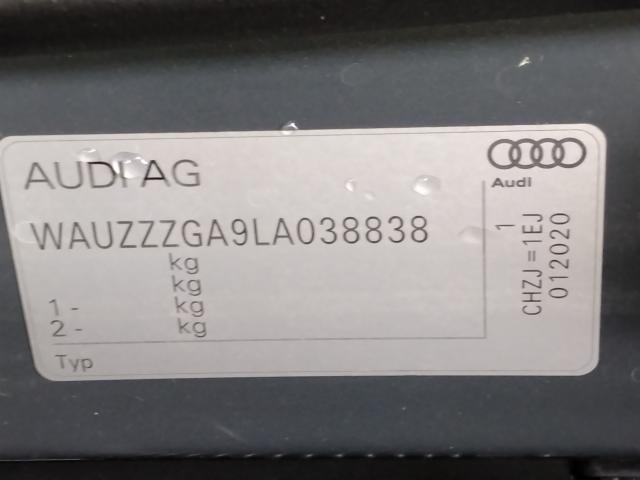 AUDI AG
Audi
WAUZZZGA9LA038838
kg
kg
1 - kg
2 - kg
Typ
1
CHZJ =1EJ
012020